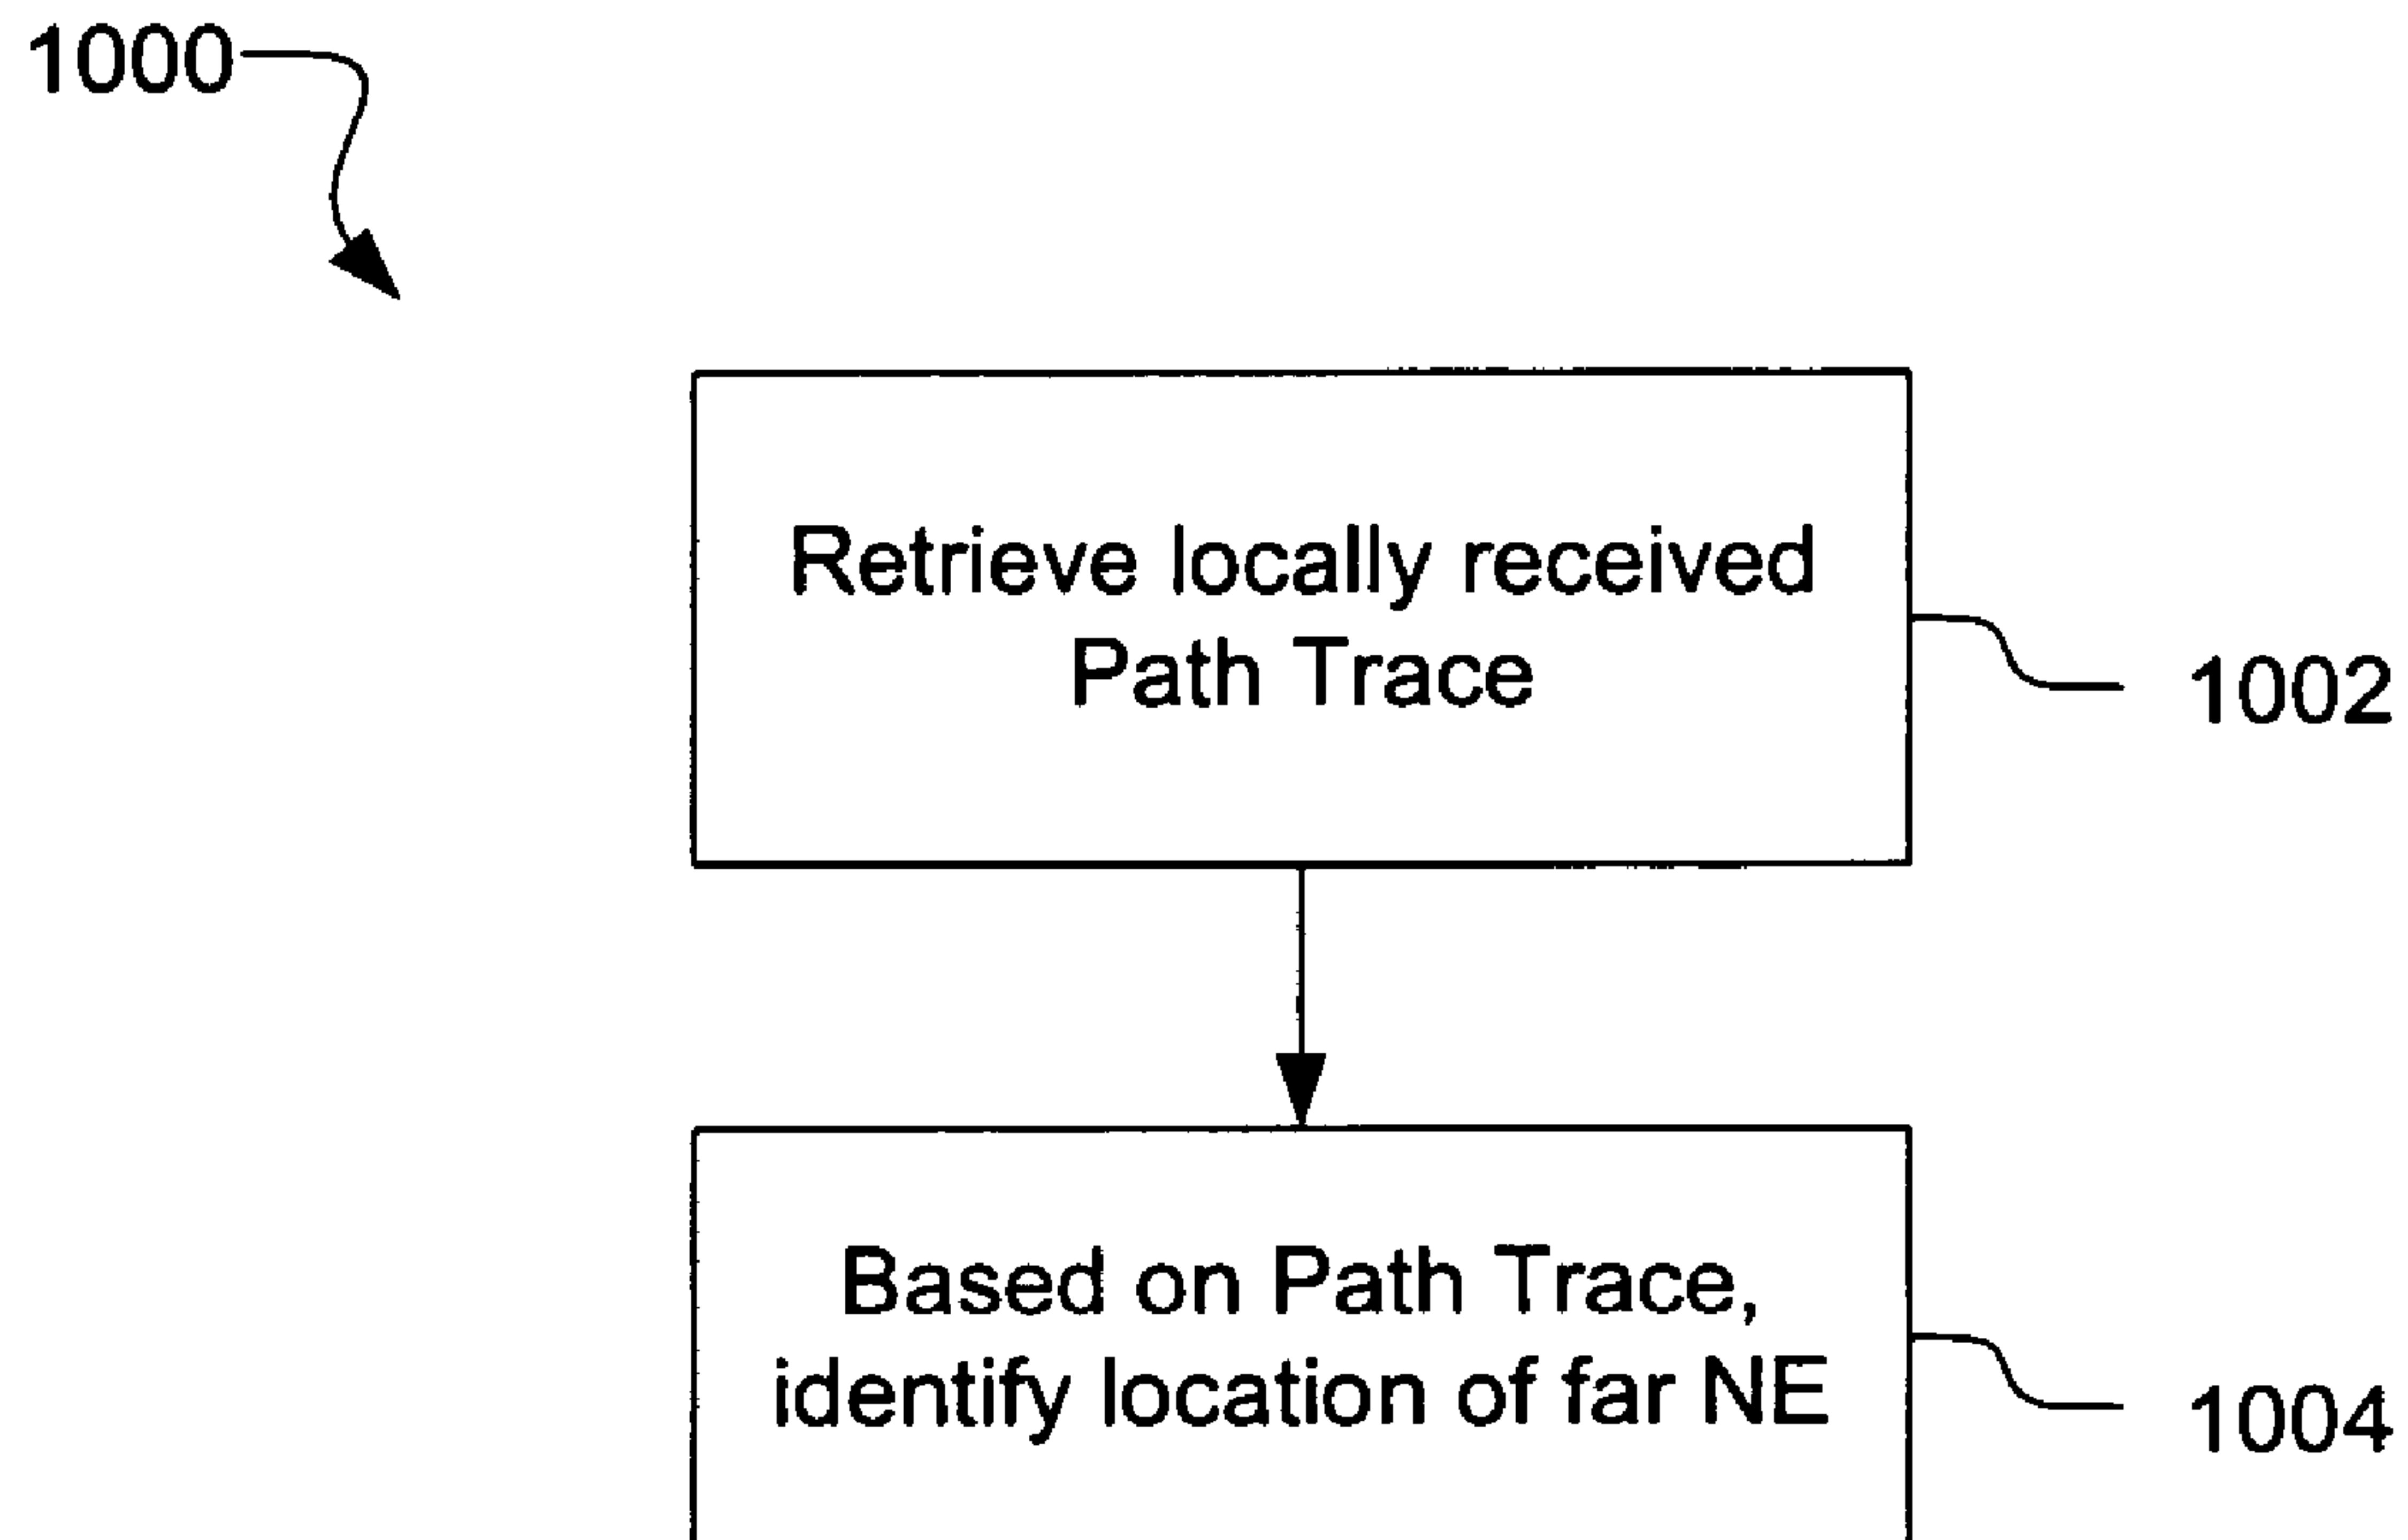 1000
Retrieve locally received
Path Trace
1002
Based on Path Trace,
identify location of far NE
1004